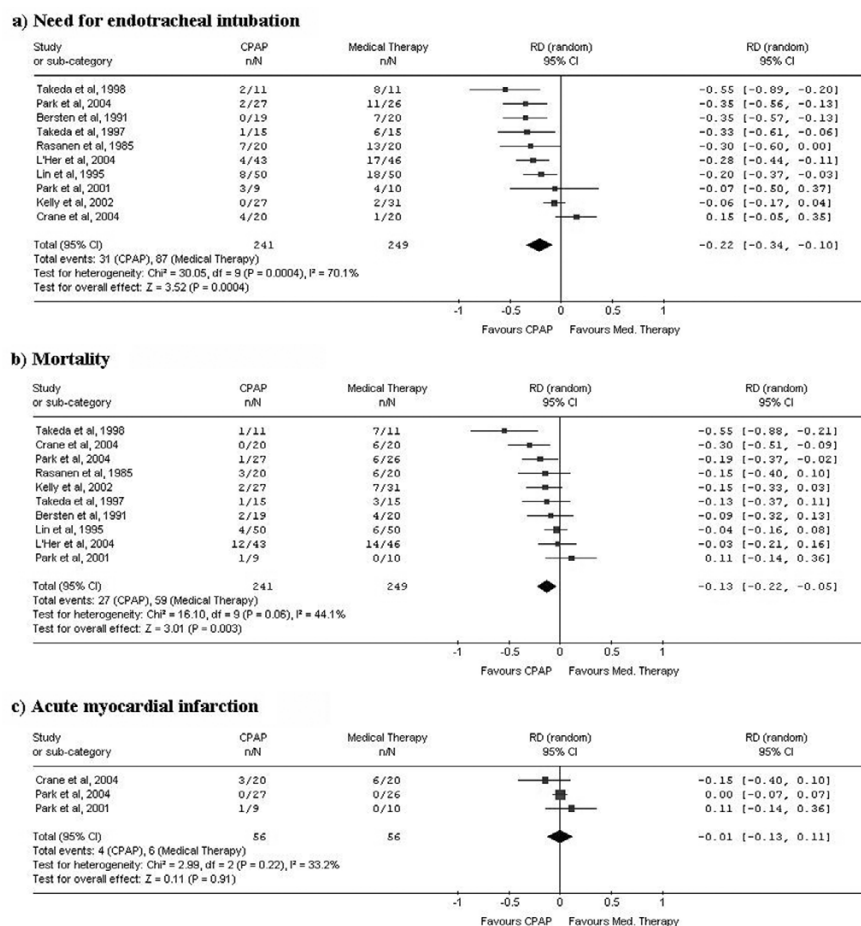 a) Need for endotracheal intubation
Study CPAP Medical Therapy RD (random) RD (random)
or sub-category n/N n/N 95% CI 95% CI
Takeda et al, 1998 2/11 8/11 -0.55 [-0.89, -0.20]
Park et al, 2004 2/27 11/26 -0.35 [-0.56, -0.13]
Bersten et al, 1991 0/19 7/20 -0.35 [-0.57, -0.13]
Takeda et al, 1997 1/15 6/15 -0.33 [-0.61, -0.06]
Rasanen et al, 1985 7/20 13/20 -0.30 [-0.60, 0.00]
L'Her et al, 2004 4/43 17/46 -0.28 [-0.44, -0.11]
Lin et al, 1995 8/50 18/50 -0.20 [-0.37, -0.03]
Park et al, 2001 3/9 4/10 -0.07 [-0.50, 0.37]
Kelly et al, 2002 0/27 2/31 -0.06 [-0.17, 0.04]
Crane et al, 2004 4/20 1/20 0.15 [-0.05, 0.35]
Total (95% CI) 241 249 -0.22 [-0.34, -0.10]
Total events: 31 (CPAP), 87 (Medical Therapy)
Test for heterogeneity: Chi² = 30.05, df = 9 (P = 0.0004), I² = 70.1%
Test for overall effect: Z = 3.52 (P = 0.0004)
-1 -0.5 0 0.5 1
Favours CPAP Favours Med. Therapy
b) Mortality
Study CPAP Medical Therapy RD (random) RD (random)
or sub-category n/N n/N 95% CI 95% CI
Takeda et al, 1998 1/11 7/11 -0.55 [-0.88, -0.21]
Crane et al, 2004 0/20 6/20 -0.30 [-0.51, -0.09]
Park et al, 2004 1/27 6/26 -0.19 [-0.37, -0.02]
Rasanen et al, 1985 3/20 6/20 -0.15 [-0.40, 0.10]
Kelly et al, 2002 2/27 7/31 -0.15 [-0.33, 0.03]
Takeda et al, 1997 1/15 3/15 -0.13 [-0.37, 0.11]
Bersten et al, 1991 2/19 4/20 -0.09 [-0.32, 0.13]
Lin et al, 1995 4/50 6/50 -0.04 [-0.16, 0.08]
L'Her et al, 2004 12/43 14/46 -0.03 [-0.21, 0.16]
Park et al, 2001 1/9 0/10 0.11 [-0.14, 0.36]
Total (95% CI) 241 249 -0.13 [-0.22, -0.05]
Total events: 27 (CPAP), 59 (Medical Therapy)
Test for heterogeneity: Chi² = 16.10, df = 9 (P = 0.06), I² = 44.1%
Test for overall effect: Z = 3.01 (P = 0.003)
-1 -0.5 0 0.5 1
Favours CPAP Favours Med. Therapy
c) Acute myocardial infarction
Study CPAP Medical Therapy RD (random) RD (random)
or sub-category n/N n/N 95% CI 95% CI
Crane et al, 2004 3/20 6/20 -0.15 [-0.40, 0.10]
Park et al, 2004 0/27 0/26 0.00 [-0.07, 0.07]
Park et al, 2001 1/9 0/10 0.11 [-0.14, 0.36]
Total (95% CI) 56 56 -0.01 [-0.13, 0.11]
Total events: 4 (CPAP), 6 (Medical Therapy)
Test for heterogeneity: Chi² = 2.99, df = 2 (P = 0.22), I² = 33.2%
Test for overall effect: Z = 0.11 (P = 0.91)
-1 -0.5 0 0.5 1
Favours CPAP Favours Med. Therapy